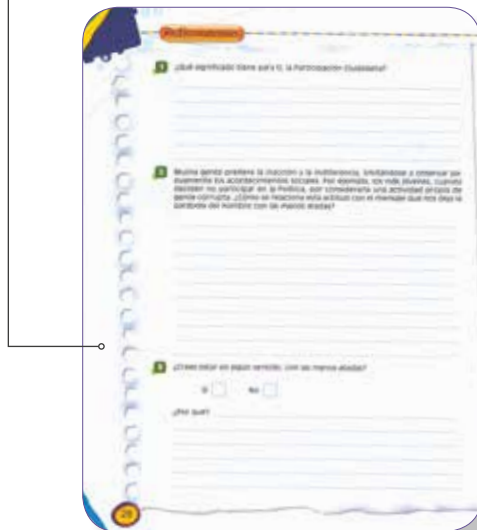 ¿Qué significado tiene para ti, la Participación Ciudadana?
Mucha gente prefiere la inacción y la indiferencia, limitándose a observar
los acontecimientos sociales. Por ejemplo, los más jóvenes, cuando
deciden no participar en la Política, por considerarla una actividad propia de
gente corrupta. ¿Cómo se relaciona esta actitud con el mensaje que nos deja la
parábola del hombre con las manos atadas?
¿Crees estar en algún sentido, con las manos atadas?
Si No
¿Por qué?
28